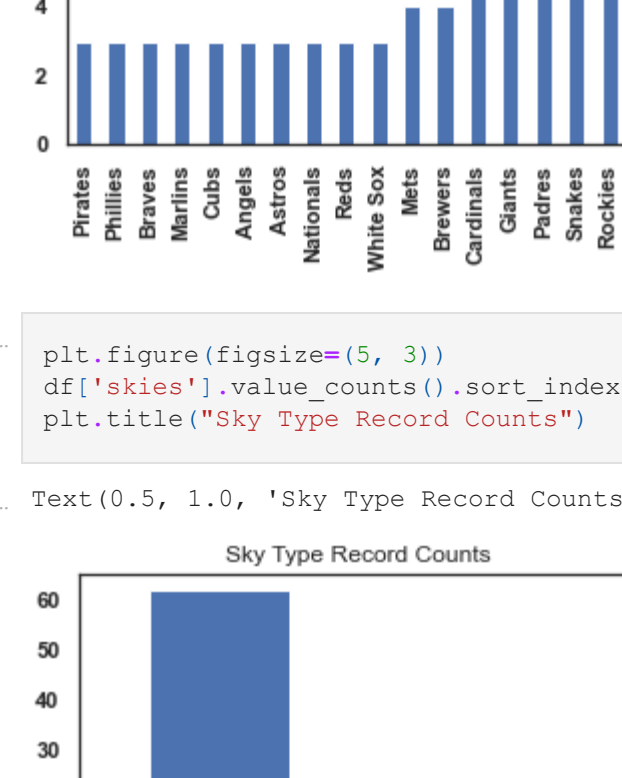 4
2
0
Pirates
Phillies
Braves
Marlins
Cubs
Angels
Astros
Nationals
Reds
White Sox
Mets
Brewers
Cardinals
Giants
Padres
Snakes
Rockies
plt.figure(figsize=(5, 3))
df['skies'].value_counts().sort_index
plt.title("Sky Type Record Counts")
Text(0.5, 1.0, 'Sky Type Record Counts
Sky Type Record Counts
60
50
40
30